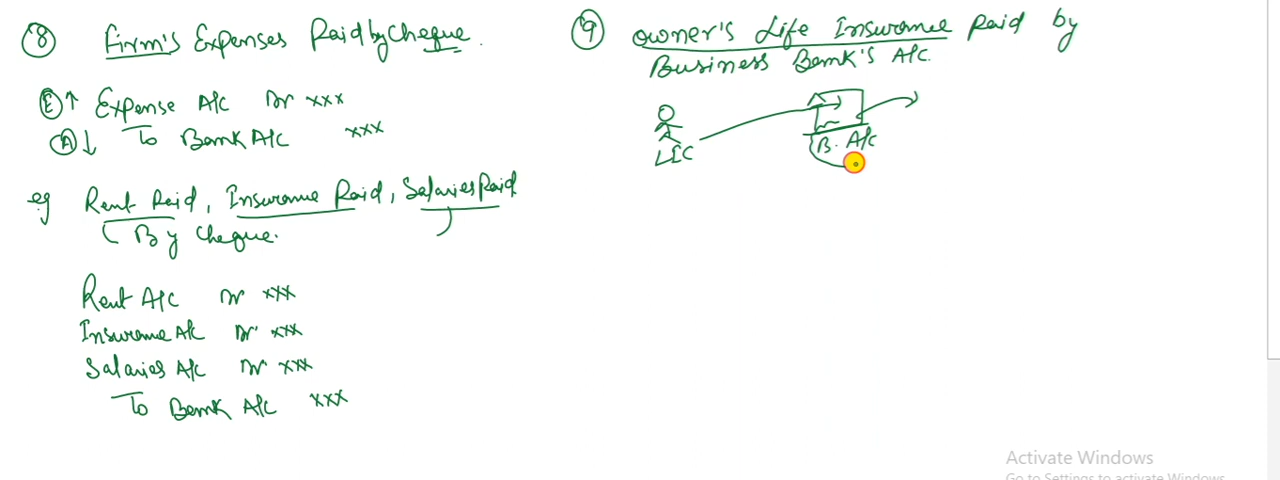 ⑧ Firm's Expenses Paid by Cheque.
Ⓔ↑ Expense A/c Dr xxx
Ⓐ↓ To Bank A/c xxx
eg Rent Paid, Insurance Paid, Salaries Paid
By Cheque.
Rent A/c Dr xxx
Insurance A/c Dr xxx
Salaries A/c Dr xxx
To Bank A/c xxx
⑨ Owner's Life Insurance Paid by
Business Bank's A/c.
LIC
B. A/c
Activate Windows
Go to Settings to activate Windows